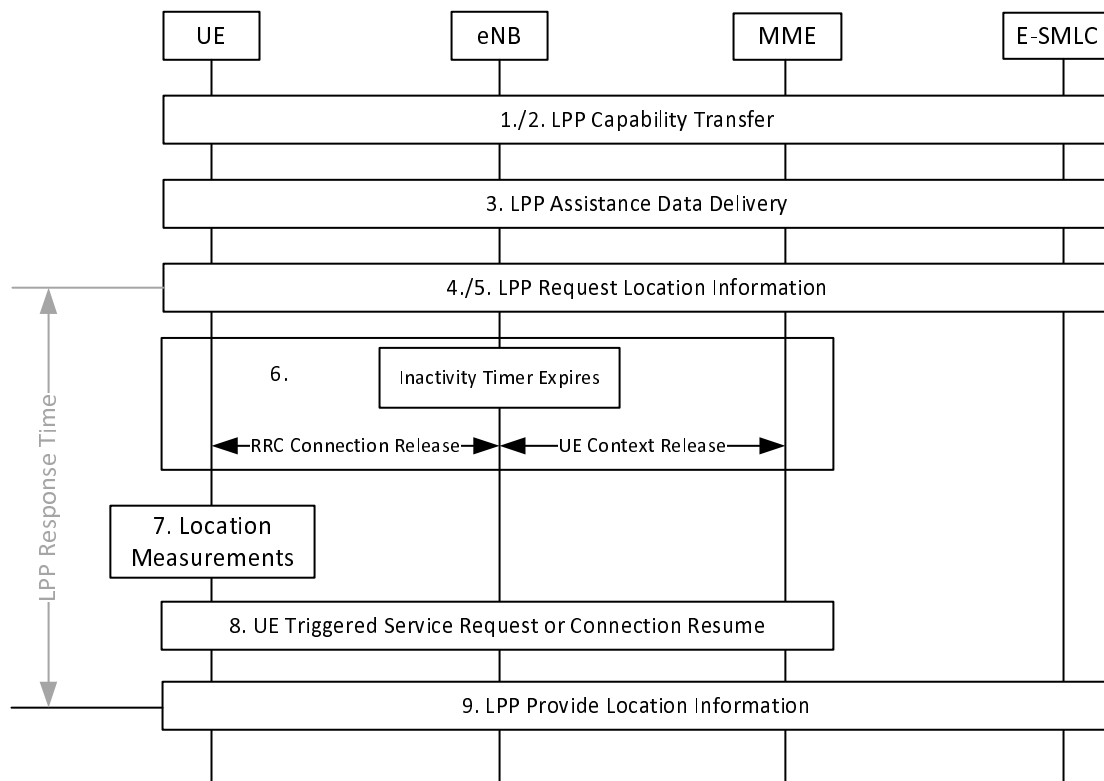 UE
eNB
MME
E-SMLC
1./2. LPP Capability Transfer
3. LPP Assistance Data Delivery
4./5. LPP Request Location Information
6.
Inactivity Timer Expires
RRC Connection Release
UE Context Release
LPP Response Time
7. Location
Measurements
8. UE Triggered Service Request or Connection Resume
9. LPP Provide Location Information